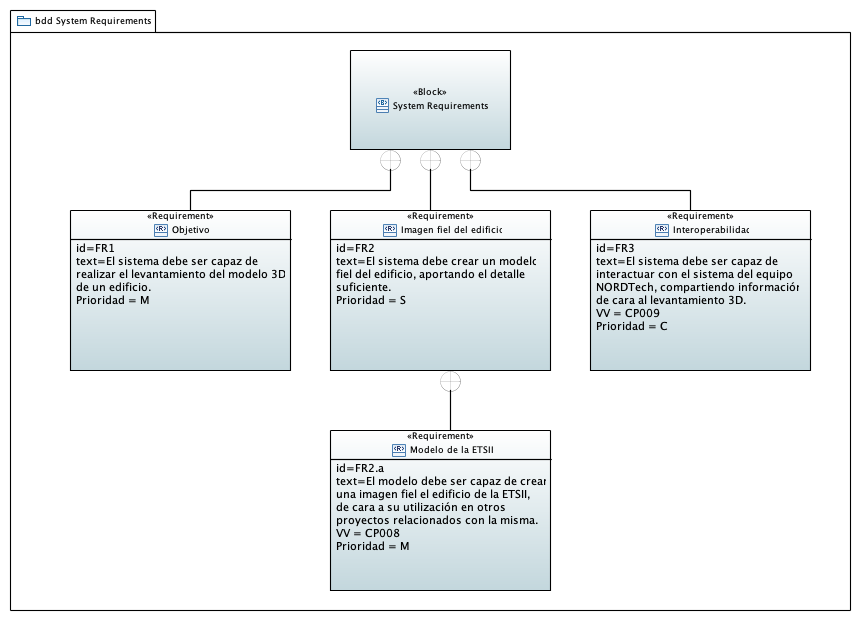 bdd System Requirements
«Block»
System Requirements
«Requirement»
Objetivo
id=FR1
text=El sistema debe ser capaz de
realizar el levantamiento del modelo 3D
de un edificio.
Prioridad = M
«Requirement»
Imagen fiel del edificio
id=FR2
text=El sistema debe crear un modelo
fiel del edificio, aportando el detalle
suficiente.
Prioridad = S
«Requirement»
Interoperabilidad
id=FR3
text=El sistema debe ser capaz de
interactuar con el sistema del equipo
NORDTech, compartiendo información
de cara al levantamiento 3D.
VV = CP009
Prioridad = C
«Requirement»
Modelo de la ETSII
id=FR2.a
text=El modelo debe ser capaz de crear
una imagen fiel el edificio de la ETSII,
de cara a su utilización en otros
proyectos relacionados con la misma.
VV = CP008
Prioridad = M